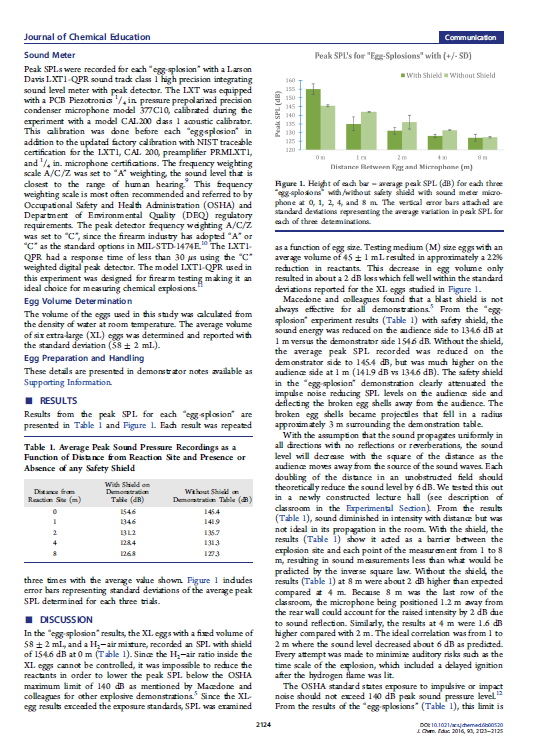 Journal of Chemical Education
Communication
Sound Meter
Peak SPLs were recorded for each "egg-splosion" with a Larson
Davis LXT1-QPR sound track class 1 high precision integrating
sound level meter with peak detector. The LXT was equipped
with a PCB Piezotronics 1/4 in. pressure prepolarized precision
condenser microphone model 377C10, calibrated during the
experiment with a model CAL200 class 1 acoustic calibrator.
This calibration was done before each "egg-splosion" in
addition to the updated factory calibration with NIST traceable
certification for the LXT1, CAL 200, preamplifier PRMLXT1,
and 1/4 in. microphone certifications. The frequency weighting
scale A/C/Z was set to "A" weighting, the sound level that is
closest to the range of human hearing.9 This frequency
weighting scale is most often recommended and referred to by
Occupational Safety and Health Administration (OSHA) and
Department of Environmental Quality (DEQ) regulatory
requirements. The peak detector frequency weighting A/C/Z
was set to "C", since the firearm industry has adopted "A" or
"C" as the standard options in MIL-STD-1474E.10 The LXT1-
QPR had a response time of less than 30 μs using the "C"
weighted digital peak detector. The model LXT1-QPR used in
this experiment was designed for firearm testing making it an
ideal choice for measuring chemical explosions.11
Egg Volume Determination
The volume of the eggs used in this study was calculated from
the density of water at room temperature. The average volume
of six extra-large (XL) eggs was determined and reported with
the standard deviation (58 ± 2 mL).
Egg Preparation and Handling
These details are presented in demonstrator notes available as
Supporting Information.
■ RESULTS
Results from the peak SPL for each "egg-splosion" are
presented in Table 1 and Figure 1. Each result was repeated
Table 1. Average Peak Sound Pressure Recordings as a
Function of Distance from Reaction Site and Presence or
Absence of any Safety Shield
Distance from
Reaction Site (m)
With Shield on
Demonstration
Table (dB)
Without Shield on
Demonstration Table (dB)
0 154.6 145.4
1 134.6 141.9
2 131.2 135.7
4 128.4 131.3
8 126.8 127.3
three times with the average value shown. Figure 1 includes
error bars representing standard deviations of the average peak
SPL determined for each three trials.
■ DISCUSSION
In the "egg-splosion" results, the XL eggs with a fixed volume of
58 ± 2 mL, and a H2−air mixture, recorded an SPL with shield
of 154.6 dB at 0 m (Table 1). Since the H2−air ratio inside the
XL eggs cannot be controlled, it was impossible to reduce the
reactants in order to lower the peak SPL below the OSHA
maximum limit of 140 dB as mentioned by Macedone and
colleagues for other explosive demonstrations.5 Since the XL-
egg results exceeded the exposure standards, SPL was examined
Peak SPL's for "Egg-Splosions" with (+/- SD)
With Shield Without Shield
Peak SPL (dB)
160
155
150
145
140
135
130
125
120
0 m 1 m 2 m 4 m 8 m
Distance Between Egg and Microphone (m)
Figure 1. Height of each bar = average peak SPL (dB) for each three
"egg-splosions" with/without safety shield with sound meter micro-
phone at 0, 1, 2, 4, and 8 m. The vertical error bars attached are
standard deviations representing the average variation in peak SPL for
each of three determinations.
as a function of egg size. Testing medium (M) size eggs with an
average volume of 45 ± 1 mL resulted in approximately a 22%
reduction in reactants. This decrease in egg volume only
resulted in about a 2 dB loss which fell well within the standard
deviations reported for the XL eggs studied in Figure 1.
Macedone and colleagues found that a blast shield is not
always effective for all demonstrations.5 From the "egg-
splosion" experiment results (Table 1) with safety shield, the
sound energy was reduced on the audience side to 134.6 dB at
1 m versus the demonstrator side 154.6 dB. Without the shield,
the average peak SPL recorded was reduced on the
demonstrator side to 145.4 dB, but was much higher on the
audience side at 1 m (141.9 dB vs 134.6 dB). The safety shield
in the "egg-splosion" demonstration clearly attenuated the
impulse noise reducing SPL levels on the audience side and
deflecting the broken egg shells away from the audience. The
broken egg shells became projectiles that fell in a radius
approximately 3 m surrounding the demonstration table.
With the assumption that the sound propagates uniformly in
all directions with no reflections or reverberations, the sound
level will decrease with the square of the distance as the
audience moves away from the source of the sound waves. Each
doubling of the distance in an unobstructed field should
theoretically reduce the sound level by 6 dB. We tested this out
in a newly constructed lecture hall (see description of
classroom in the Experimental Section). From the results
(Table 1), sound diminished in intensity with distance but was
not ideal in its propagation in the room. With the shield, the
results (Table 1) show it acted as a barrier between the
explosion site and each point of the measurement from 1 to 8
m, resulting in sound measurements less than what would be
predicted by the inverse square law. Without the shield, the
results (Table 1) at 8 m were about 2 dB higher than expected
compared at 4 m. Because 8 m was the last row of the
classroom, the microphone being positioned 1.2 m away from
the rear wall could account for the raised intensity by 2 dB due
to sound reflection. Similarly, the results at 4 m were 1.6 dB
higher compared with 2 m. The ideal correlation was from 1 to
2 m where the sound level decreased about 6 dB as predicted.
Every attempt was made to minimize auditory risks such as the
time scale of the explosion, which included a delayed ignition
after the hydrogen flame was lit.
The OSHA standard states exposure to impulsive or impact
noise should not exceed 140 dB peak sound pressure level.12
From the results of the "egg-splosions" (Table 1), this limit is
2124
DOI: 10.1021/acs.jchemed.6b00520
J. Chem. Educ. 2016, 93, 2123−2125